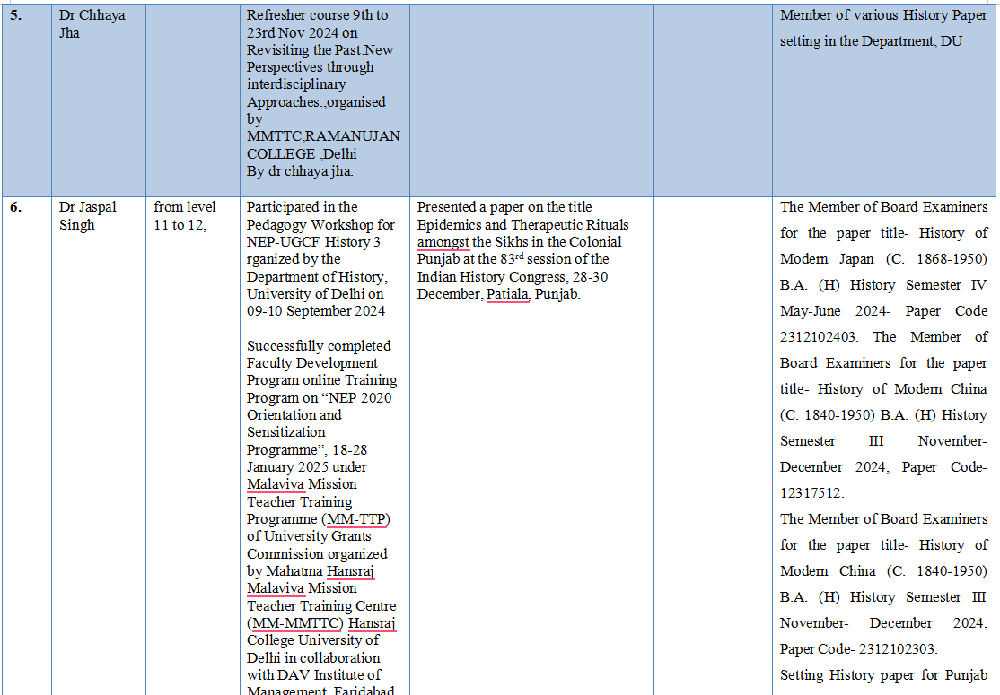 5.
Dr Chhaya
Jha
Refresher course 9th to
23rd Nov 2024 on
Revisiting the Past:New
Perspectives through
interdisciplinary
Approaches.,organised
by
MMTTC,RAMANUJAN
COLLEGE ,Delhi
By dr chhaya jha.
Member of various History Paper
setting in the Department, DU
6.
Dr Jaspal
Singh
from level
11 to 12,
Participated in the
Pedagogy Workshop for
NEP-UGCF History 3
rganized by the
Department of History,
University of Delhi on
09-10 September 2024
Successfully completed
Faculty Development
Program online Training
Program on “NEP 2020
Orientation and
Sensitization
Programme”, 18-28
January 2025 under
Malaviya Mission
Teacher Training
Programme (MM-TTP)
of University Grants
Commission organized
by Mahatma Hansraj
Malaviya Mission
Teacher Training Centre
(MM-MMTTC) Hansraj
College University of
Delhi in collaboration
with DAV Institute of
Management, Faridabad
Presented a paper on the title
Epidemics and Therapeutic Rituals
amongst the Sikhs in the Colonial
Punjab at the 83rd session of the
Indian History Congress, 28-30
December, Patiala, Punjab.
The Member of Board Examiners
for the paper title- History of
Modern Japan (C. 1868-1950)
B.A. (H) History Semester IV
May-June 2024- Paper Code
2312102403. The Member of
Board Examiners for the paper
title- History of Modern China
(C. 1840-1950) B.A. (H) History
Semester III November-
December 2024, Paper Code-
12317512.
The Member of Board Examiners
for the paper title- History of
Modern China (C. 1840-1950)
B.A. (H) History Semester III
November- December 2024,
Paper Code- 2312102303.
Setting History paper for Punjab